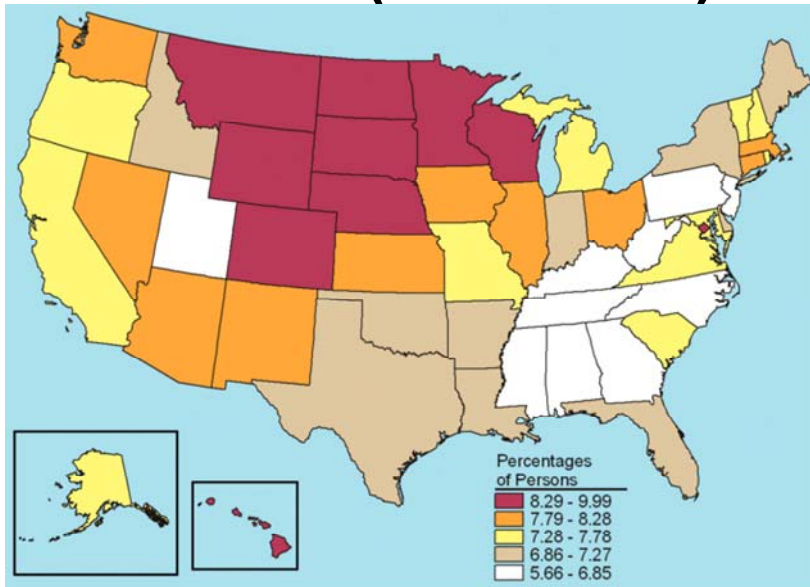 Percentages
of Persons
8.29 - 9.99
7.79 - 8.28
7.28 - 7.78
6.86 - 7.27
5.66 - 6.85